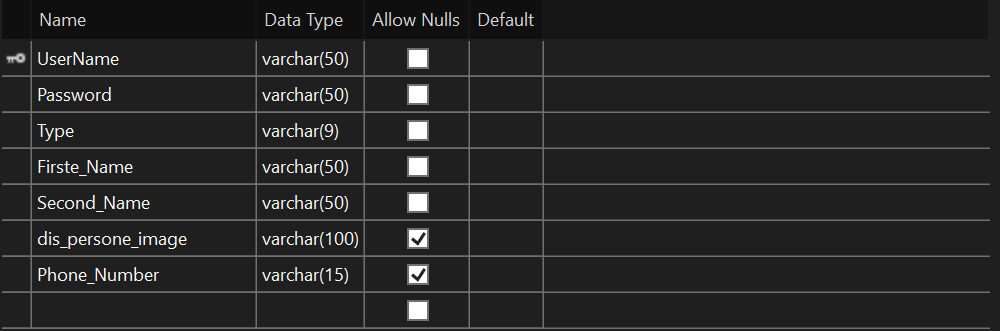 Name Data Type Allow Nulls Default
UserName varchar(50)
Password varchar(50)
Type varchar(9)
Firste_Name varchar(50)
Second_Name varchar(50)
dis_persone_image varchar(100)
Phone_Number varchar(15)